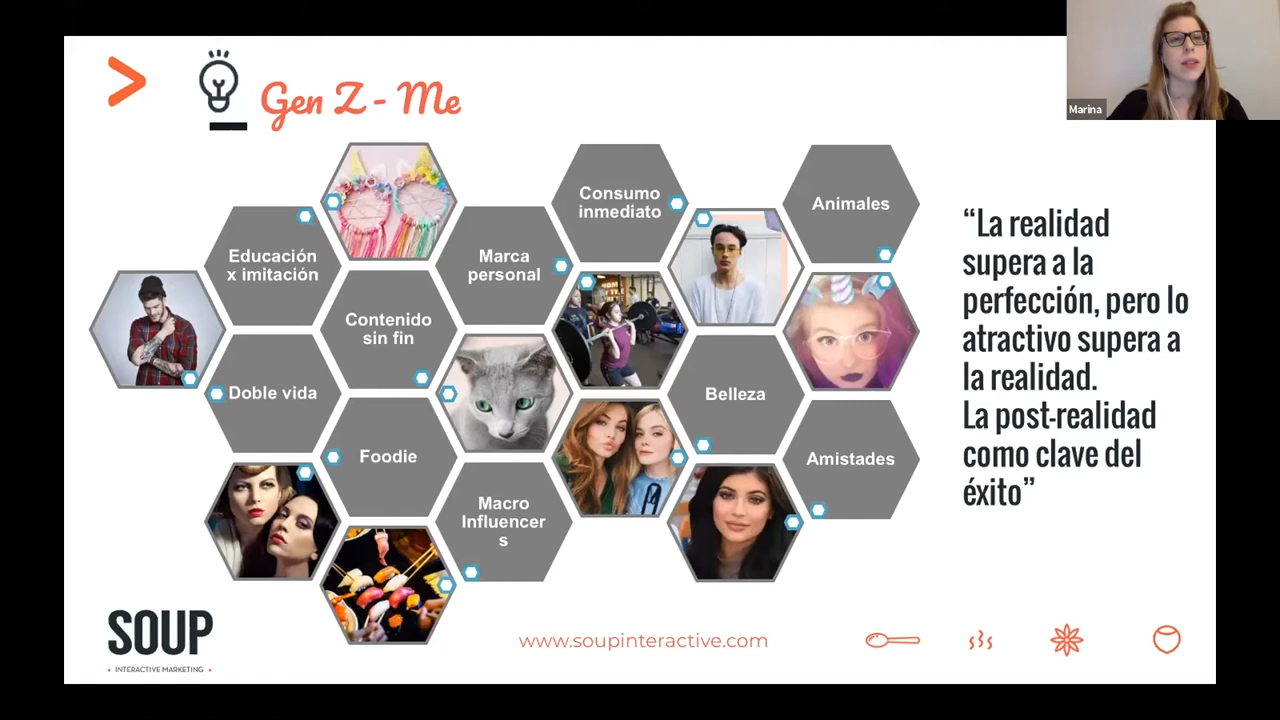 Marina
Gen Z - Me
Consumo
inmediato
Animales
Educación
x imitación
Marca
personal
Contenido
sin fin
Doble vida
Belleza
Foodie
Amistades
Macro
Influencer
s
“La realidad
supera a la
perfección, pero lo
atractivo supera a
la realidad.
La post-realidad
como clave del
éxito”
SOUP
INTERACTIVE MARKETING
www.soupinteractive.com